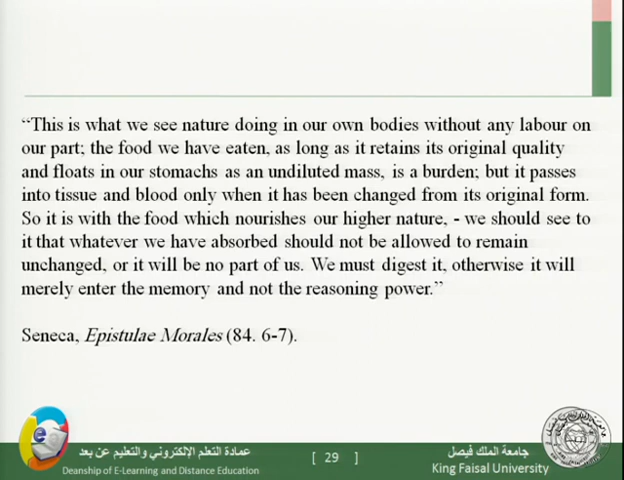 “This is what we see nature doing in our own bodies without any labour on
our part; the food we have eaten, as long as it retains its original quality
and floats in our stomachs as an undiluted mass, is a burden; but it passes
into tissue and blood only when it has been changed from its original form.
So it is with the food which nourishes our higher nature, - we should see to
it that whatever we have absorbed should not be allowed to remain
unchanged, or it will be no part of us. We must digest it, otherwise it will
merely enter the memory and not the reasoning power.”
Seneca, Epistulae Morales (84. 6-7).
e
عمادة التعلم الإلكتروني والتعليم عن بعد
Deanship of E-Learning and Distance Education
[ 29 ]
جامعة الملك فيصل
King Faisal University